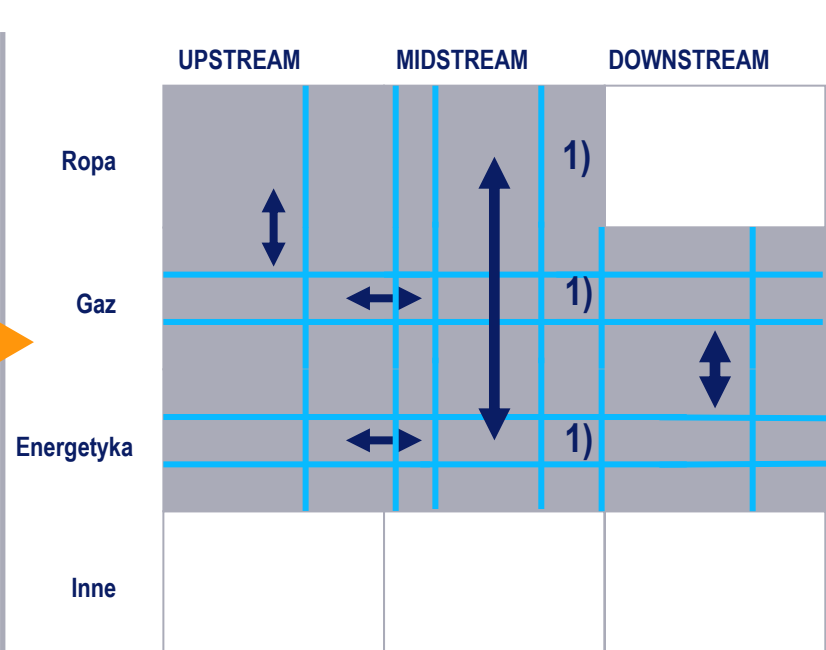 UPSTREAM MIDSTREAM DOWNSTREAM
Ropa 1)
Gaz 1)
Energetyka 1)
Inne